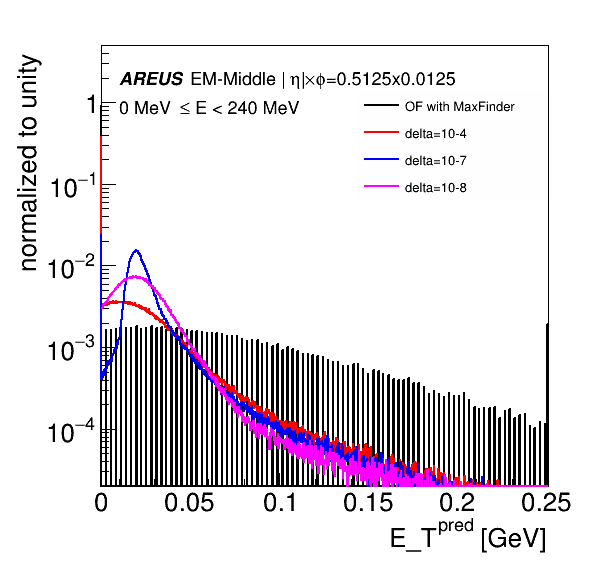 normalized to unity
AREUS EM-Middle | η|×ϕ=0.5125x0.0125
0 MeV ≤ E < 240 MeV
OF with MaxFinder
delta=10-4
delta=10-7
delta=10-8
1
10⁻¹
10⁻²
10⁻³
10⁻⁴
0 0.05 0.1 0.15 0.2 0.25
E_T^pred [GeV]